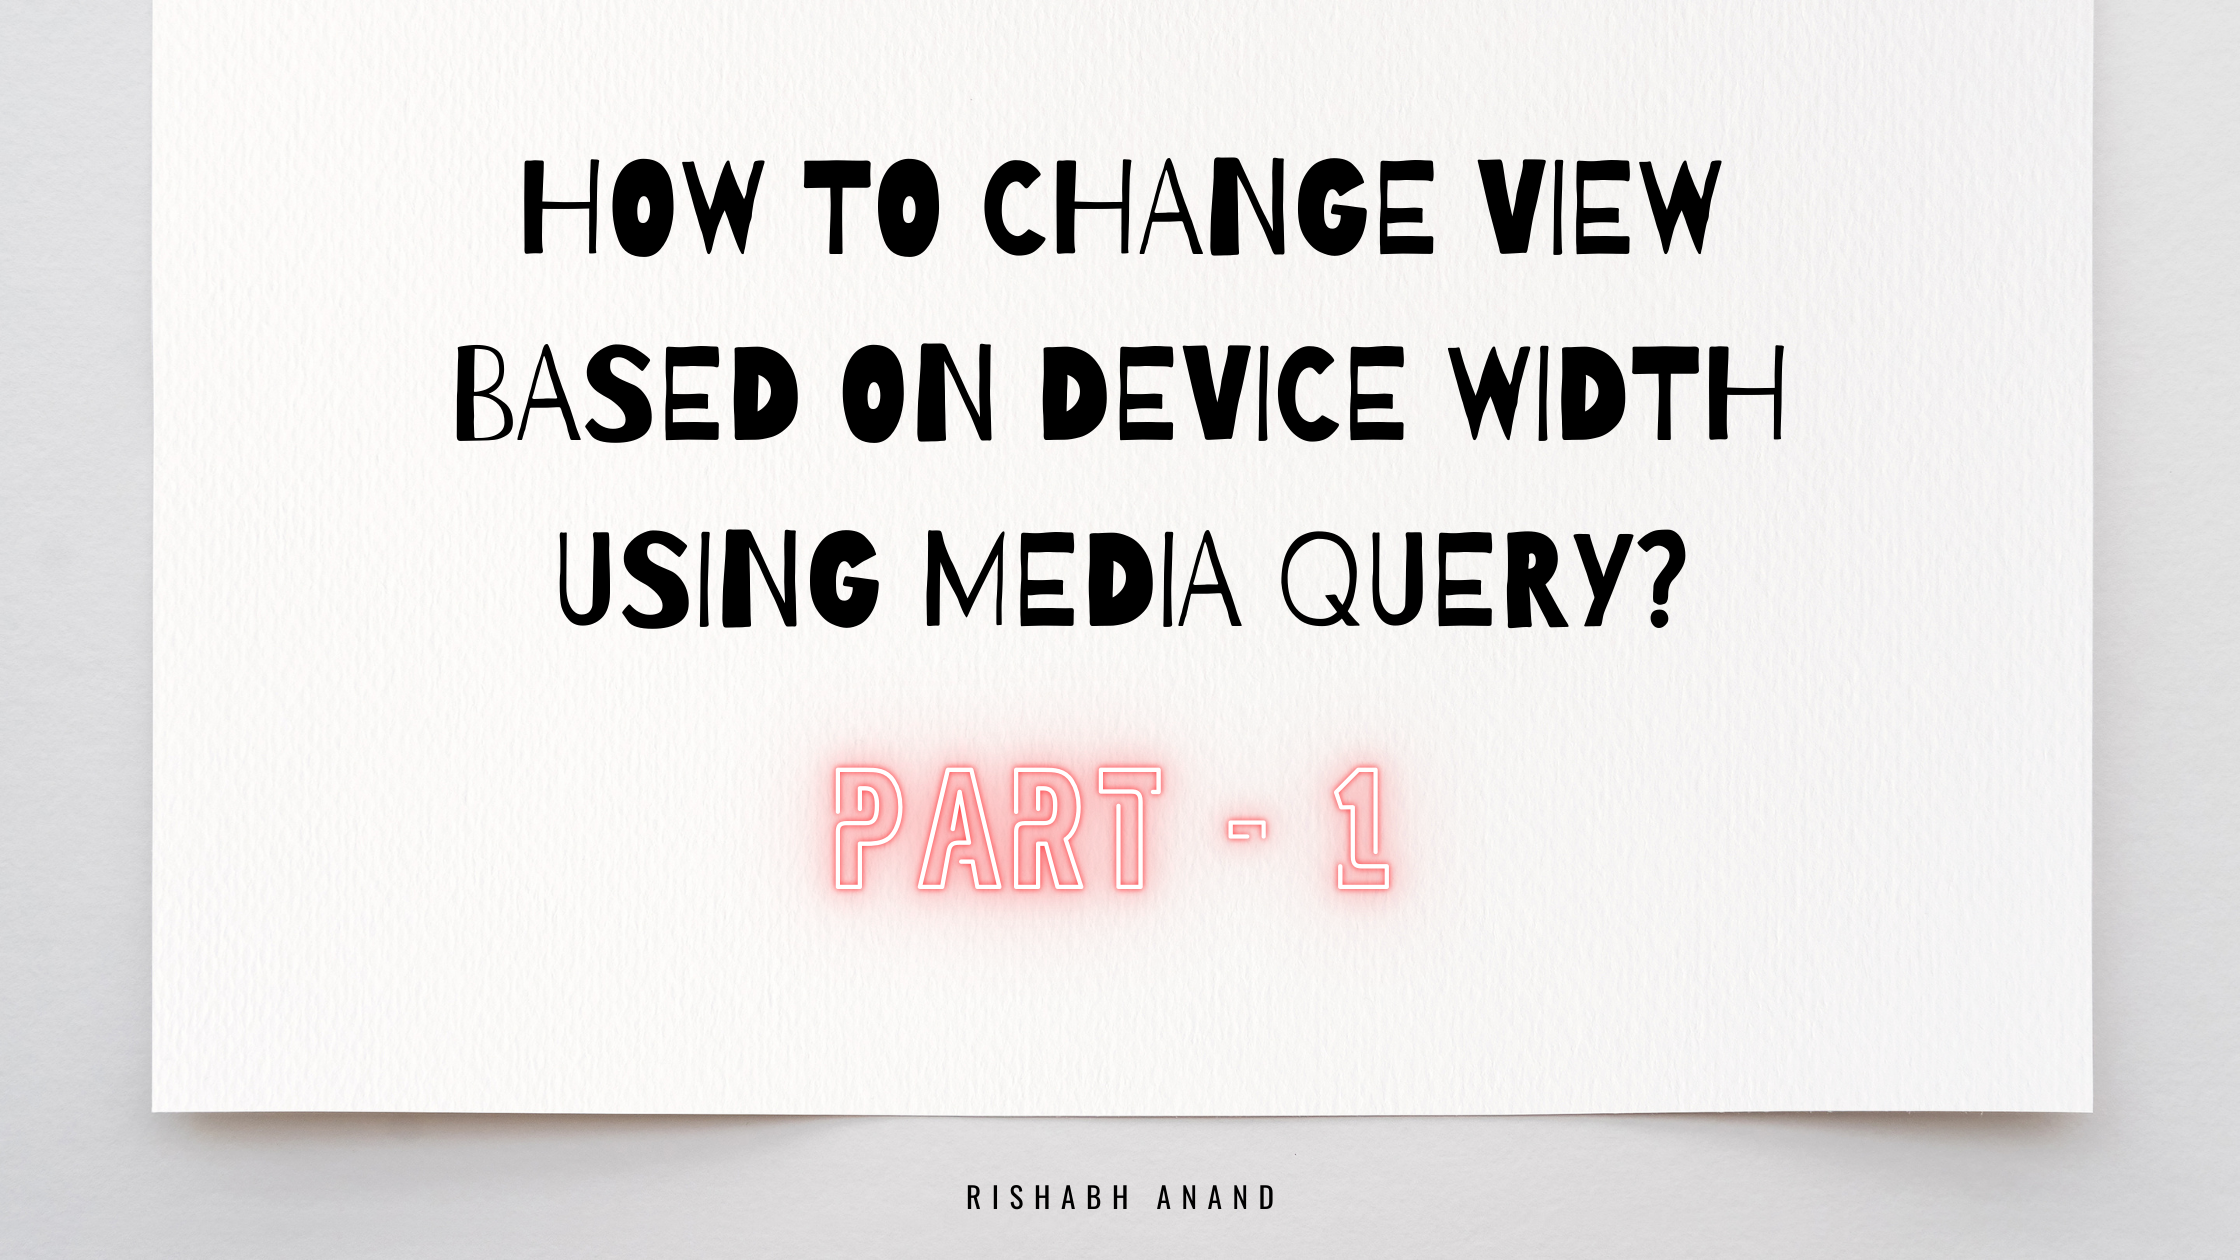 HOW TO CHANGE VIEW
BASED ON DEVICE WIDTH
USING MEDIA QUERY?
PART - 1
RISHABH ANAND